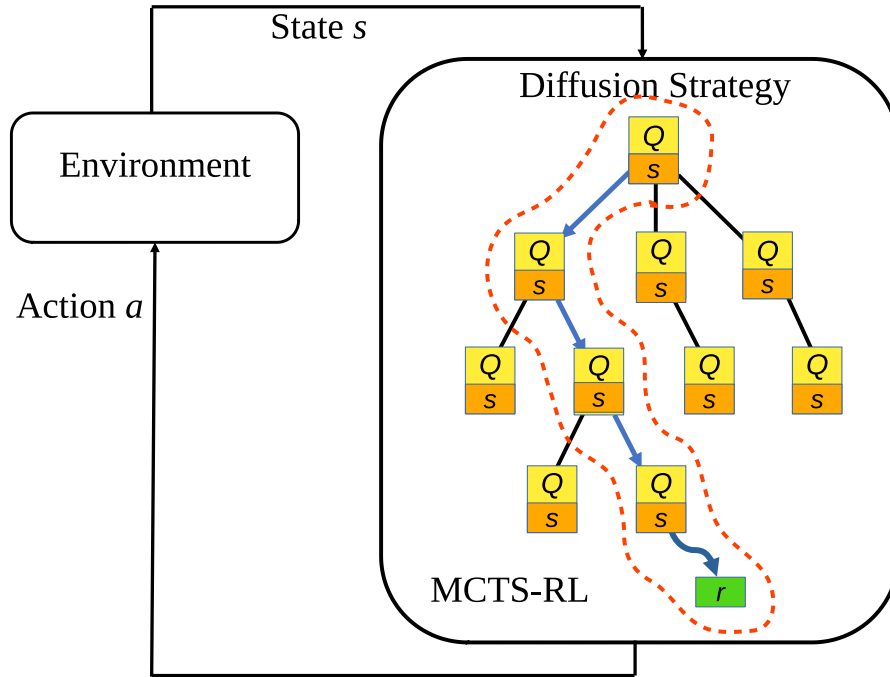 State s
Diffusion Strategy
Environment
Q
s
Q
s
Q
s
Q
s
Action a
Q
s
Q
s
Q
s
Q
s
Q
s
Q
s
MCTS-RL
r